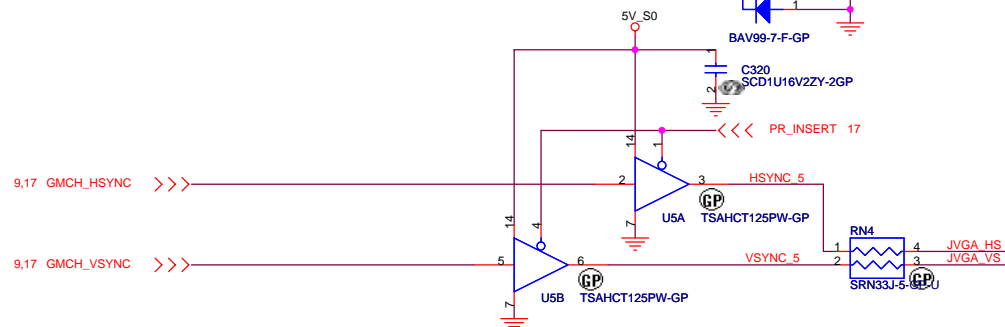 1
5V_S0
BAV99-7-F-GP
1
C320
SCD1U16V2ZY-2GP
2
PR_INSERT 17
14
1
9,17 GMCH_HSYNC
2
3
HSYNC_5
GP
U5A
TSAHCT125PW-GP
7
14
4
RN4
9,17 GMCH_VSYNC
5
6
VSYNC_5
1
4
JVGA_HS
2
3
JVGA_VS
GP
U5B
TSAHCT125PW-GP
GP
7